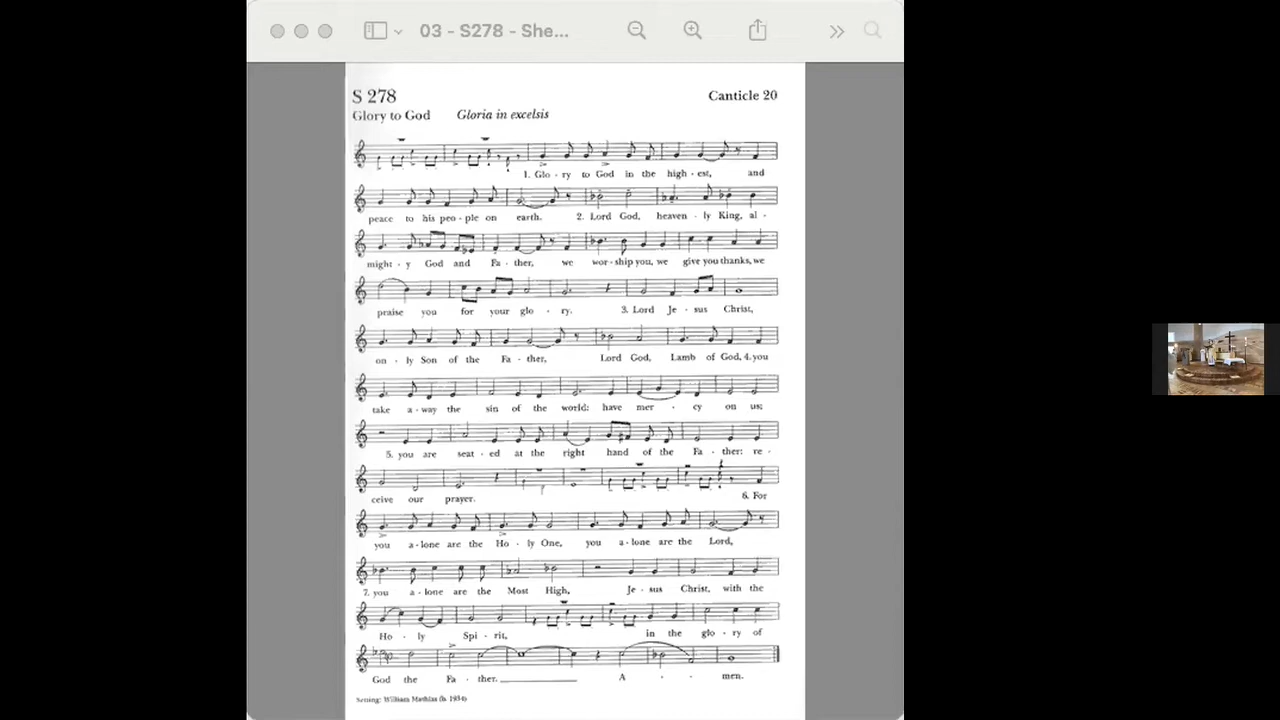 03 - S278 - She...
S 278
Canticle 20
Glory to God Gloria in excelsis
1. Glo - ry to God in the high - est, and
peace to his peo - ple on earth. 2. Lord God, heaven - ly King, al -
might - y God and Fa - ther, we wor - ship you, we give you thanks, we
praise you for your glo - ry. 3. Lord Je - sus Christ,
on - ly Son of the Fa - ther, Lord God, Lamb of God, 4. you
take a - way the sin of the world: have mer - cy on us;
5. you are seat - ed at the right hand of the Fa - ther: re -
ceive our prayer. 6. For
you a - lone are the Ho - ly One, you a - lone are the Lord,
7. you a - lone are the Most High, Je - sus Christ, with the
Ho - ly Spi - rit, in the glo - ry of
God the Fa - ther. A - - men.
Setting: William Mathias (b. 1934)